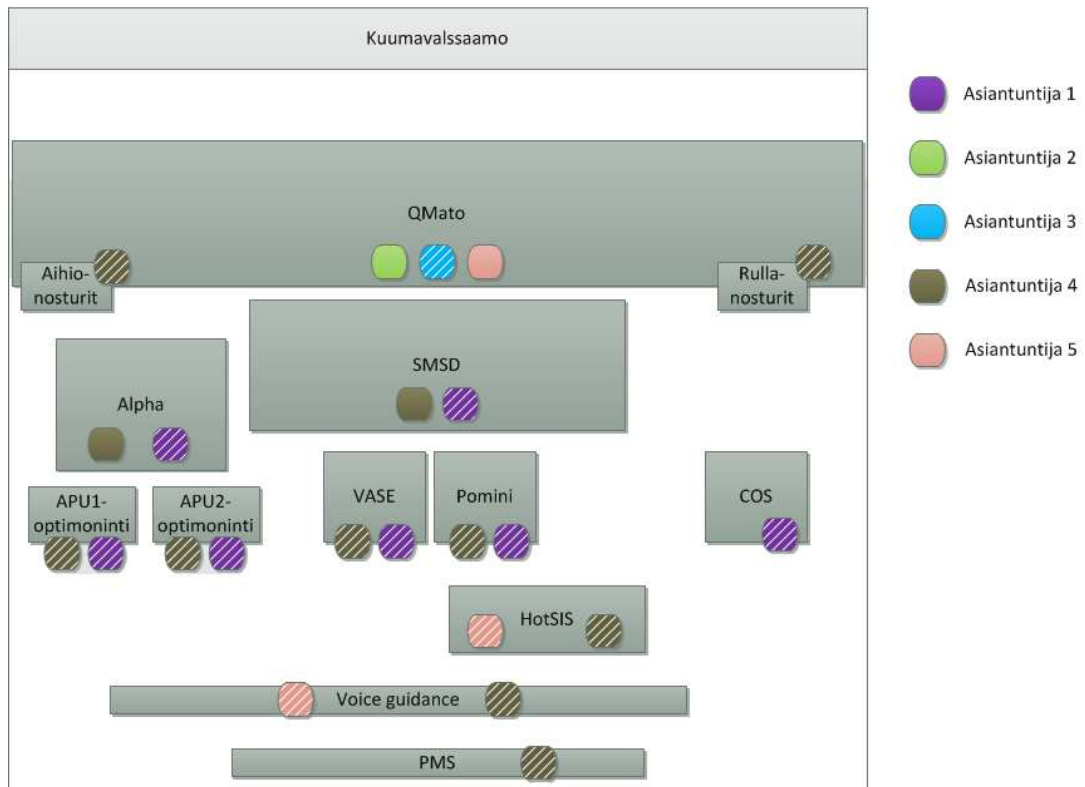 Kuumavalssaamo
QMato
Aihio-
nosturit
Rulla-
nosturit
SMSD
Alpha
APU1-
optimoninti
APU2-
optimoninti
VASE
Pomini
COS
HotSIS
Voice guidance
PMS
Asiantuntija 1
Asiantuntija 2
Asiantuntija 3
Asiantuntija 4
Asiantuntija 5